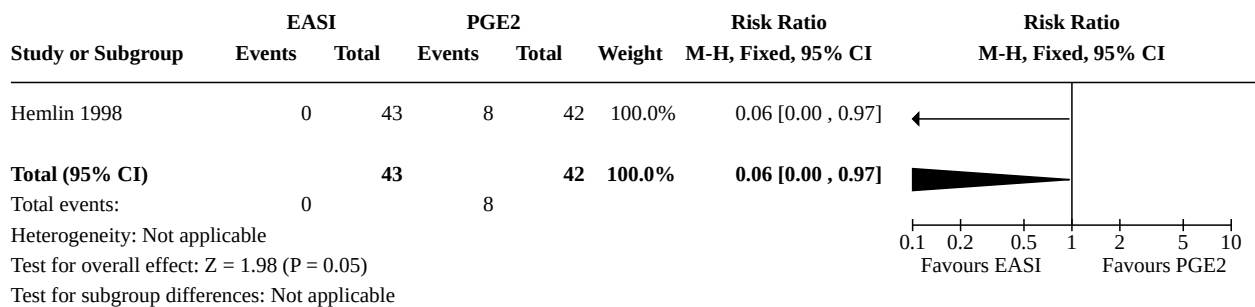 EASI PGE2 Risk Ratio Risk Ratio
Study or Subgroup Events Total Events Total Weight M-H, Fixed, 95% CI M-H, Fixed, 95% CI
Hemlin 1998 0 43 8 42 100.0% 0.06 [0.00 , 0.97]
Total (95% CI) 43 42 100.0% 0.06 [0.00 , 0.97]
Total events: 0 8
Heterogeneity: Not applicable
0.1 0.2 0.5 1 2 5 10
Test for overall effect: Z = 1.98 (P = 0.05) Favours EASI Favours PGE2
Test for subgroup differences: Not applicable